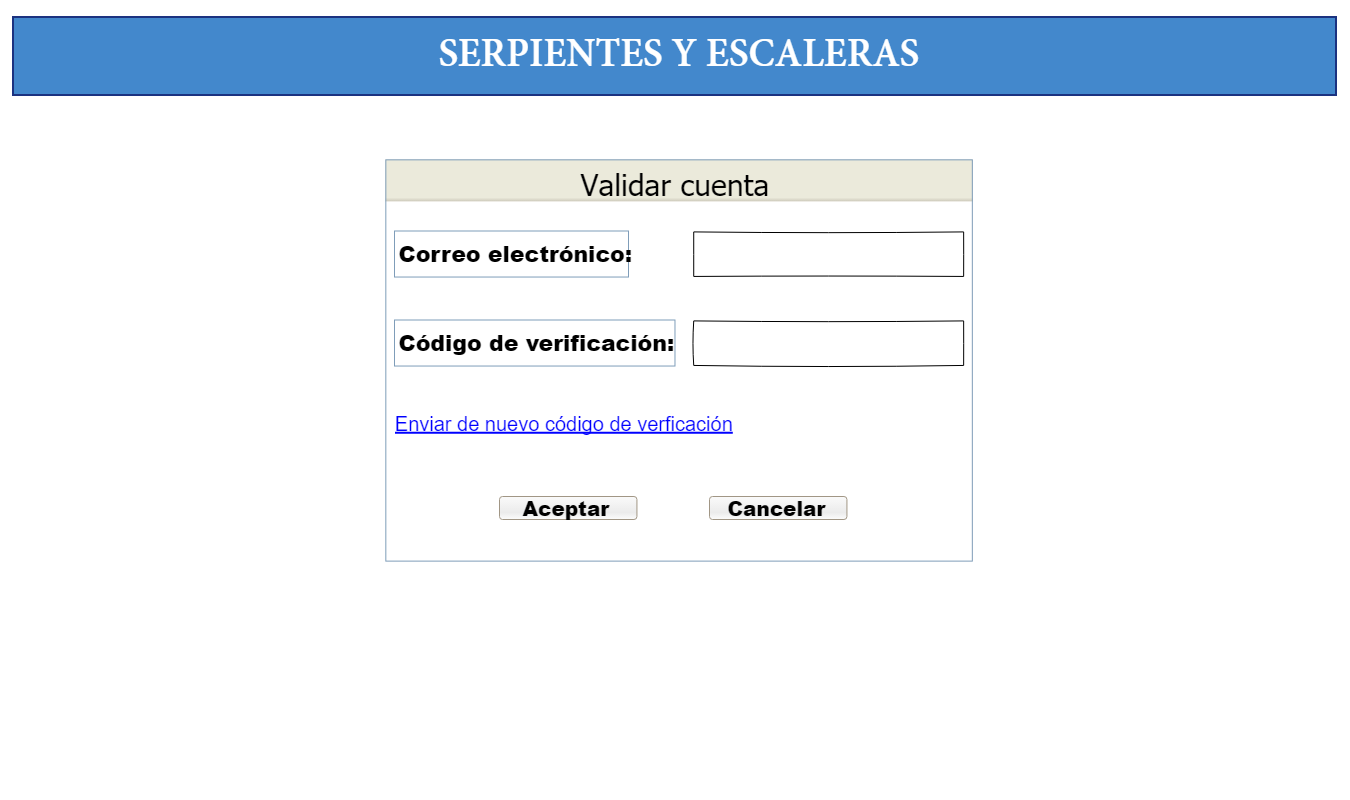 SERPIENTES Y ESCALERAS
Validar cuenta
Correo electrónico:
Código de verificación:
Enviar de nuevo código de verficación
Aceptar Cancelar